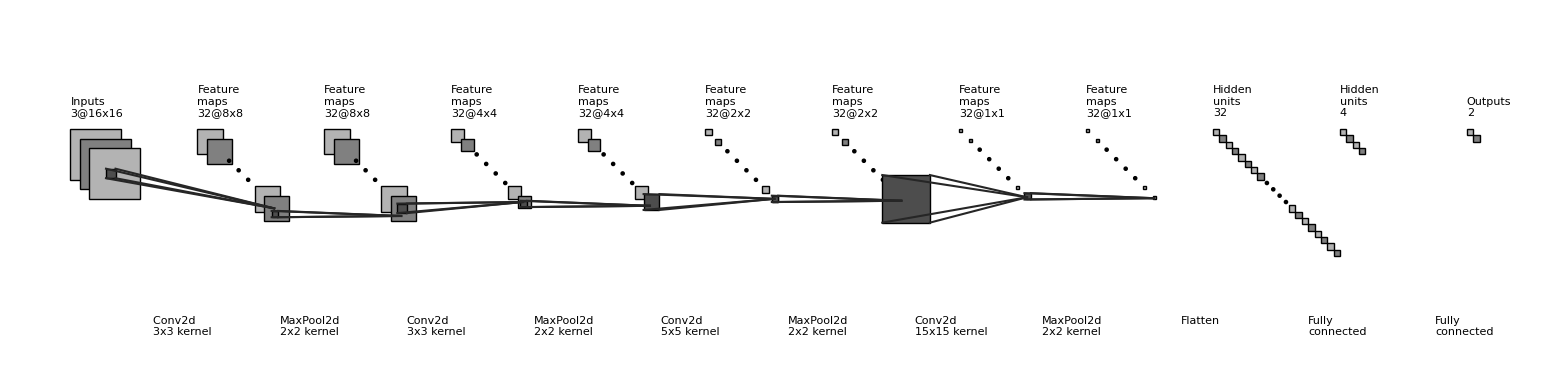 Inputs
3@16x16
Feature
maps
32@8x8
Feature
maps
32@8x8
Feature
maps
32@4x4
Feature
maps
32@4x4
Feature
maps
32@2x2
Feature
maps
32@2x2
Feature
maps
32@1x1
Feature
maps
32@1x1
Hidden
units
32
Hidden
units
4
Outputs
2
Conv2d
3x3 kernel
MaxPool2d
2x2 kernel
Conv2d
3x3 kernel
MaxPool2d
2x2 kernel
Conv2d
5x5 kernel
MaxPool2d
2x2 kernel
Conv2d
15x15 kernel
MaxPool2d
2x2 kernel
Flatten
Fully
connected
Fully
connected